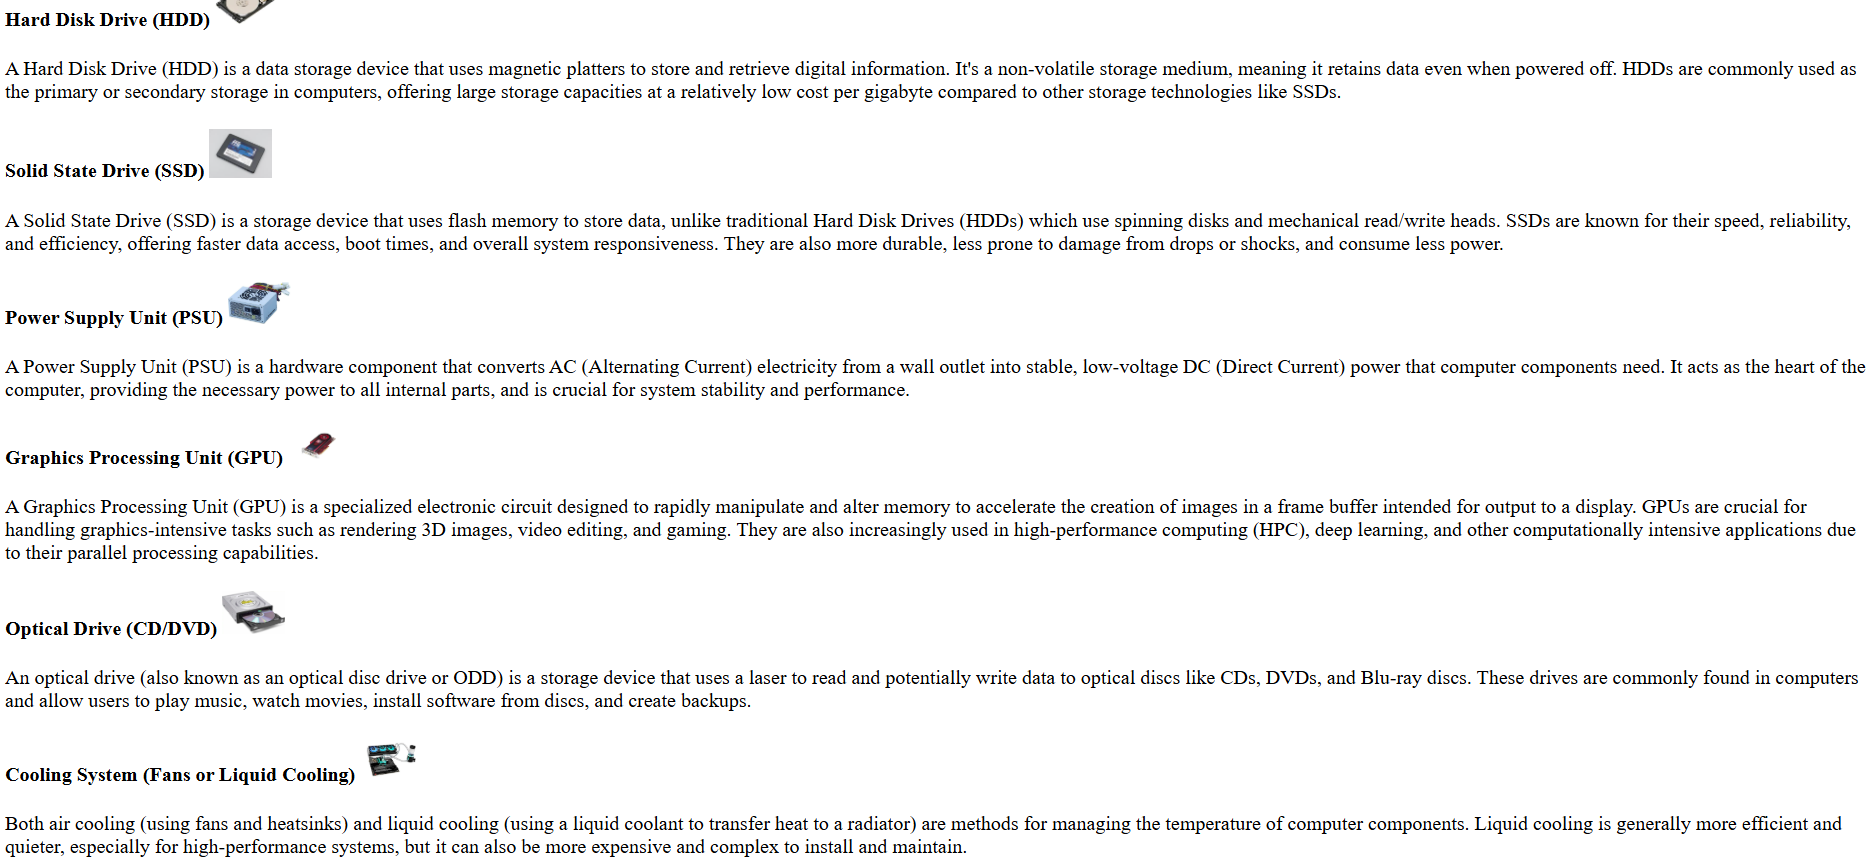 Hard Disk Drive (HDD)
A Hard Disk Drive (HDD) is a data storage device that uses magnetic platters to store and retrieve digital information. It's a non-volatile storage medium, meaning it retains data even when powered off. HDDs are commonly used as
the primary or secondary storage in computers, offering large storage capacities at a relatively low cost per gigabyte compared to other storage technologies like SSDs.
Solid State Drive (SSD)
A Solid State Drive (SSD) is a storage device that uses flash memory to store data, unlike traditional Hard Disk Drives (HDDs) which use spinning disks and mechanical read/write heads. SSDs are known for their speed, reliability,
and efficiency, offering faster data access, boot times, and overall system responsiveness. They are also more durable, less prone to damage from drops or shocks, and consume less power.
Power Supply Unit (PSU)
A Power Supply Unit (PSU) is a hardware component that converts AC (Alternating Current) electricity from a wall outlet into stable, low-voltage DC (Direct Current) power that computer components need. It acts as the heart of the
computer, providing the necessary power to all internal parts, and is crucial for system stability and performance.
Graphics Processing Unit (GPU)
A Graphics Processing Unit (GPU) is a specialized electronic circuit designed to rapidly manipulate and alter memory to accelerate the creation of images in a frame buffer intended for output to a display. GPUs are crucial for
handling graphics-intensive tasks such as rendering 3D images, video editing, and gaming. They are also increasingly used in high-performance computing (HPC), deep learning, and other computationally intensive applications due
to their parallel processing capabilities.
Optical Drive (CD/DVD)
An optical drive (also known as an optical disc drive or ODD) is a storage device that uses a laser to read and potentially write data to optical discs like CDs, DVDs, and Blu-ray discs. These drives are commonly found in computers
and allow users to play music, watch movies, install software from discs, and create backups.
Cooling System (Fans or Liquid Cooling)
Both air cooling (using fans and heatsinks) and liquid cooling (using a liquid coolant to transfer heat to a radiator) are methods for managing the temperature of computer components. Liquid cooling is generally more efficient and
quieter, especially for high-performance systems, but it can also be more expensive and complex to install and maintain.